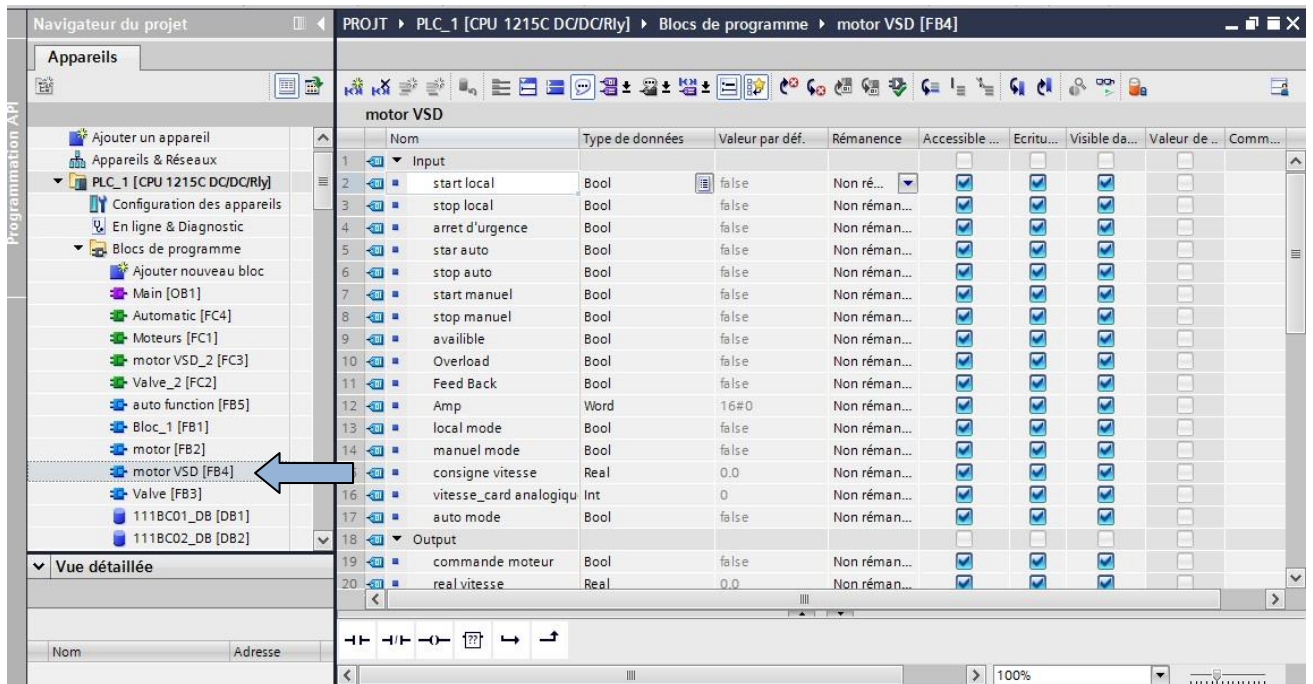 Navigateur du projet
Appareils
Programmation API
Ajouter un appareil
Appareils & Réseaux
PLC_1 [CPU 1215C DC/DC/Rly]
Configuration des appareils
En ligne & Diagnostic
Blocs de programme
Ajouter nouveau bloc
Main [OB1]
Automatic [FC4]
Moteurs [FC1]
motor VSD_2 [FC3]
Valve_2 [FC2]
auto function [FB5]
Bloc_1 [FB1]
motor [FB2]
motor VSD [FB4]
Valve [FB3]
111BC01_DB [DB1]
111BC02_DB [DB2]
Vue détaillée
Nom Adresse
PROJT PLC_1 [CPU 1215C DC/DC/Rly] Blocs de programme motor VSD [FB4]
motor VSD
Nom Type de données Valeur par déf. Rémanence Accessible ... Ecritu... Visible da... Valeur de .. Comm...
1 Input
2 start local Bool false Non ré...
3 stop local Bool false Non réman...
4 arret d'urgence Bool false Non réman...
5 star auto Bool false Non réman...
6 stop auto Bool false Non réman...
7 start manuel Bool false Non réman...
8 stop manuel Bool false Non réman...
9 availible Bool false Non réman...
10 Overload Bool false Non réman...
11 Feed Back Bool false Non réman...
12 Amp Word 16#0 Non réman...
13 local mode Bool false Non réman...
14 manuel mode Bool false Non réman...
consigne vitesse Real 0.0 Non réman...
16 vitesse_card analogiqu Int 0 Non réman...
17 auto mode Bool false Non réman...
18 Output
19 commande moteur Bool false Non réman...
20 real vitesse Real 0.0 Non réman...
??
100%